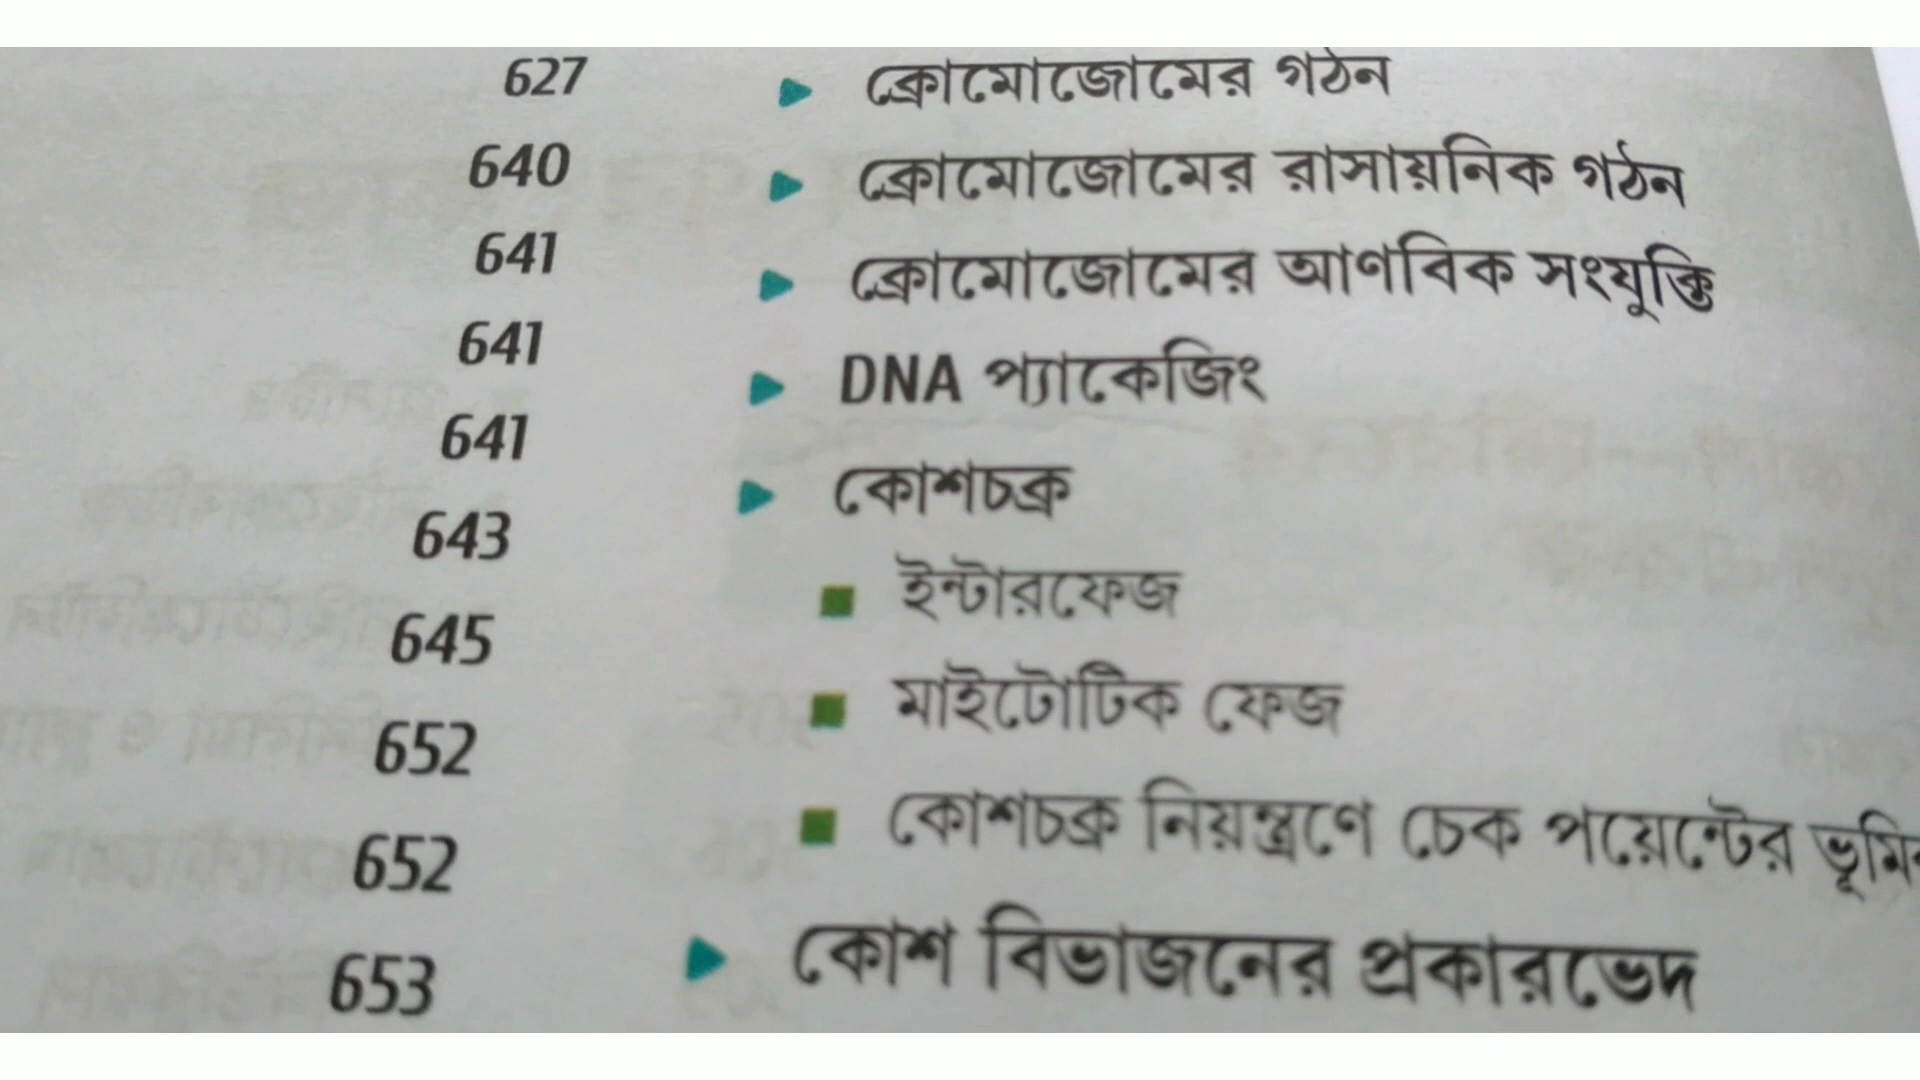 627 ▶ ক্রোমোজোমের গঠন
640 ▶ ক্রোমোজোমের রাসায়নিক গঠন
641 ▶ ক্রোমোজোমের আণবিক সংযুক্তি
641 ▶ DNA প্যাকেজিং
641 ▶ কোশচক্র
643 ■ ইন্টারফেজ
645 ■ মাইটোটিক ফেজ
652 ■ কোশচক্র নিয়ন্ত্রণে চেক পয়েন্টের
652 ▶ কোশ বিভাজনের প্রকারভেদ
653